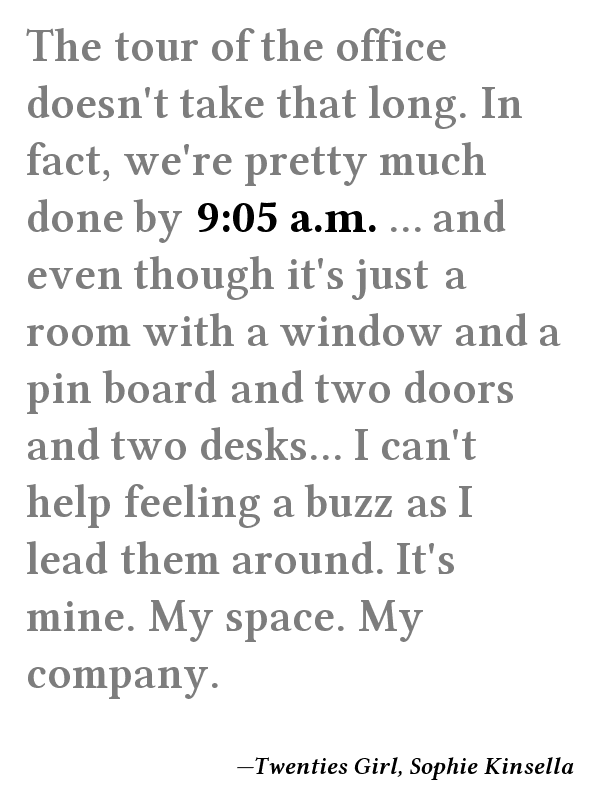 The tour of the office
doesn't take that long. In
fact, we're pretty much
done by 9:05 a.m. ... and
even though it's just a
room with a window and a
pin board and two doors
and two desks... I can't
help feeling a buzz as I
lead them around. It's
mine. My space. My
company.
—Twenties Girl, Sophie Kinsella